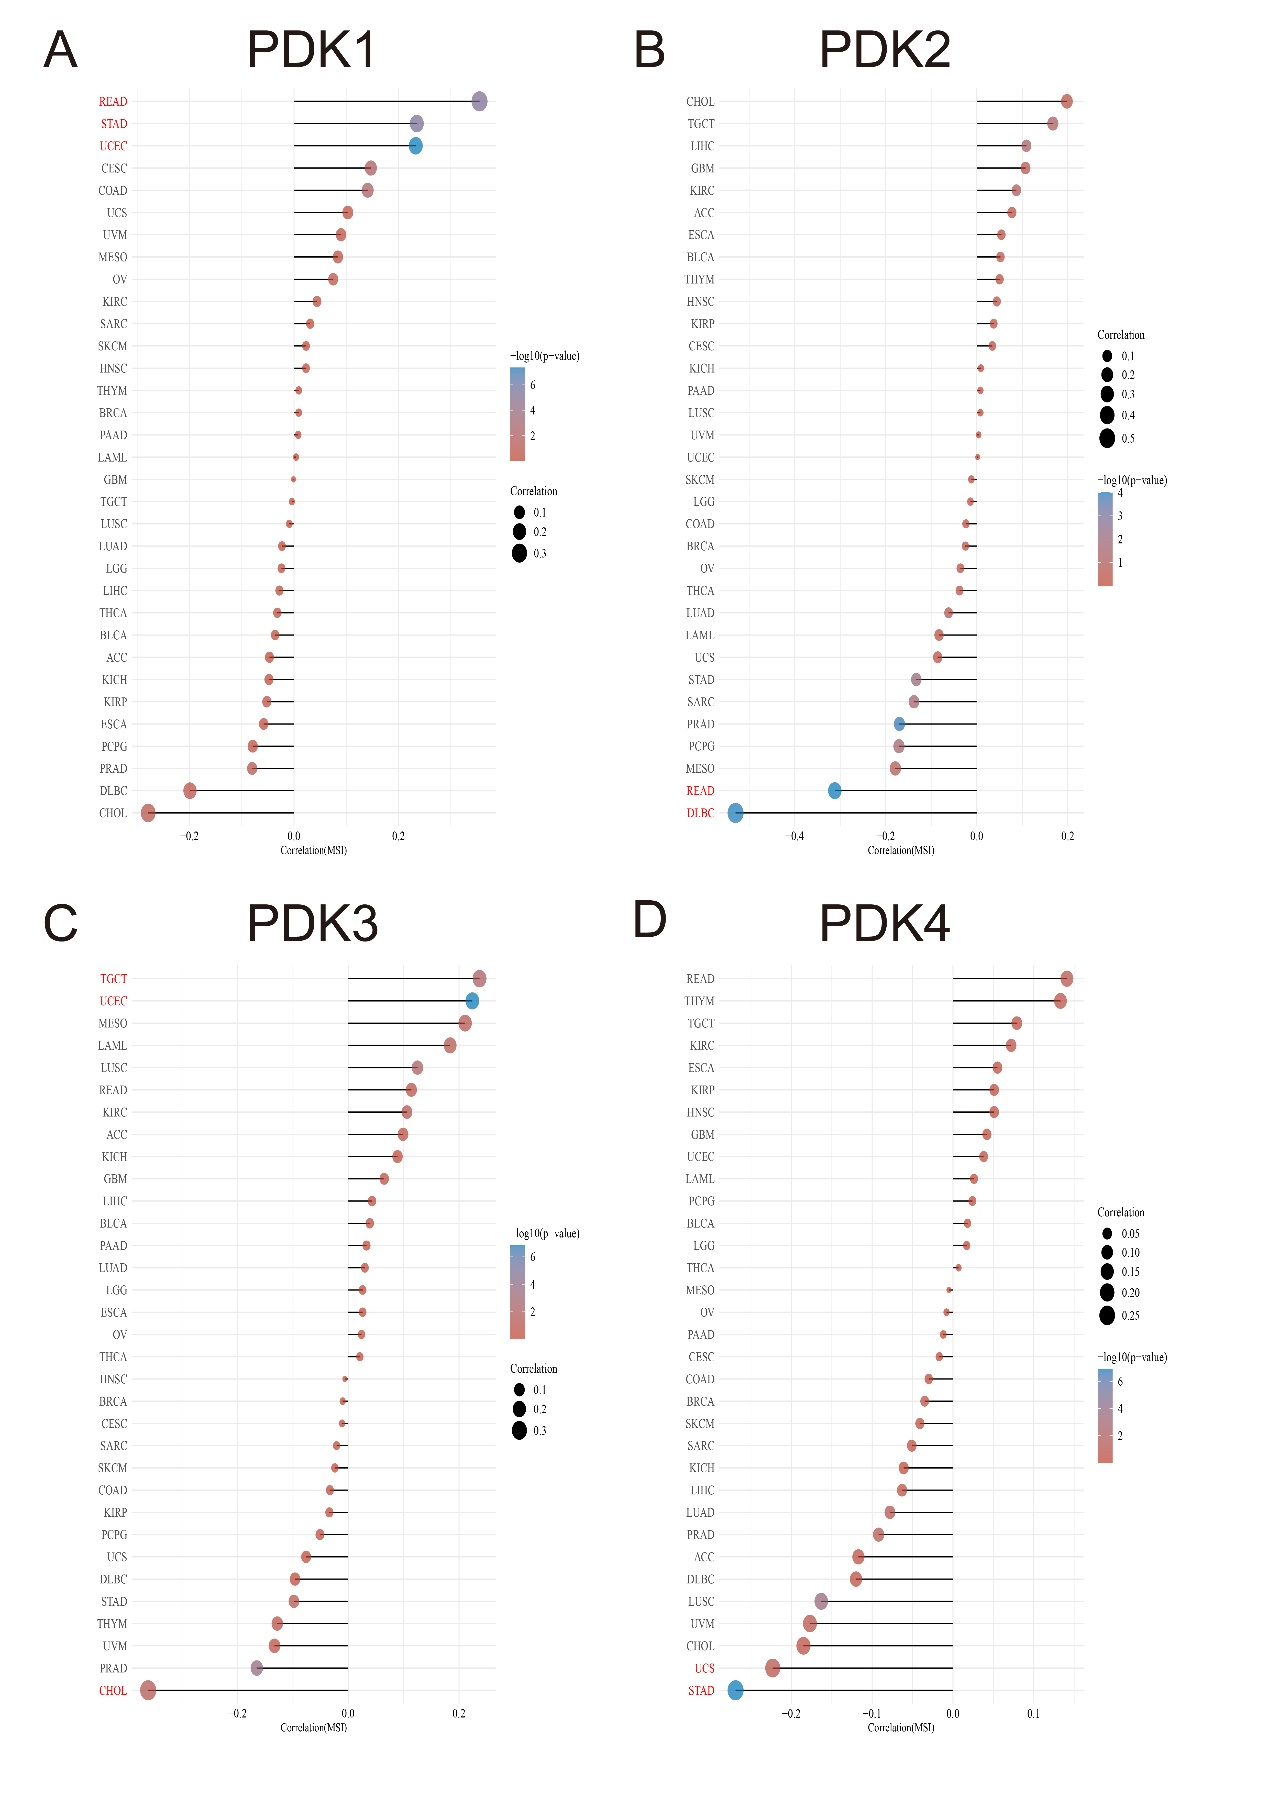 A PDK1
READ
STAD
UCEC
CESC
COAD
UCS
UVM
MESO
OV
KIRC
SARC
SKCM
HNSC
THYM
BRCA
PAAD
LAML
GBM
TGCT
LUSC
LUAD
LGG
LIHC
THCA
BLCA
ACC
KICH
KIRP
ESCA
PCPG
PRAD
DLBC
CHOL
−0.2 0.0 0.2
Correlation(MSI)
−log10(p−value)
6
4
2
Correlation
0.1
0.2
0.3
B PDK2
CHOL
TGCT
LIHC
GBM
KIRC
ACC
ESCA
BLCA
THYM
HNSC
KIRP
CESC
KICH
PAAD
LUSC
UVM
UCEC
SKCM
LGG
COAD
BRCA
OV
THCA
LUAD
LAML
UCS
STAD
SARC
PRAD
PCPG
MESO
READ
DLBC
−0.4 −0.2 0.0 0.2
Correlation(MSI)
Correlation
0.1
0.2
0.3
0.4
0.5
−log10(p−value)
4
3
2
1
C PDK3
TGCT
UCEC
MESO
LAML
LUSC
READ
KIRC
ACC
KICH
GBM
LIHC
BLCA
PAAD
LUAD
LGG
ESCA
OV
THCA
HNSC
BRCA
CESC
SARC
SKCM
COAD
KIRP
PCPG
UCS
DLBC
STAD
THYM
UVM
PRAD
CHOL
−0.2 0.0 0.2
Correlation(MSI)
−log10(p−value)
6
4
2
Correlation
0.1
0.2
0.3
D PDK4
READ
THYM
TGCT
KIRC
ESCA
KIRP
HNSC
GBM
UCEC
LAML
PCPG
BLCA
LGG
THCA
MESO
OV
PAAD
CESC
COAD
BRCA
SKCM
SARC
KICH
LIHC
LUAD
PRAD
ACC
DLBC
LUSC
UVM
CHOL
UCS
STAD
−0.2 −0.1 0.0 0.1
Correlation(MSI)
Correlation
0.05
0.10
0.15
0.20
0.25
−log10(p−value)
6
4
2